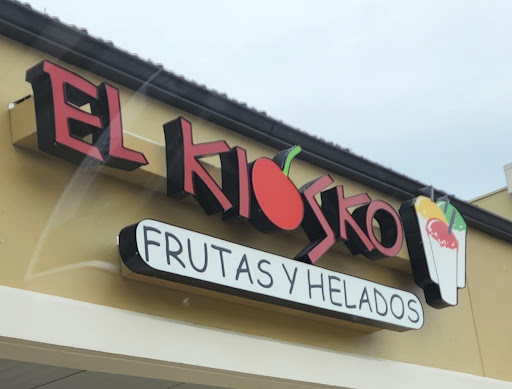 EL KIOSKO
FRUTAS Y HELADOS